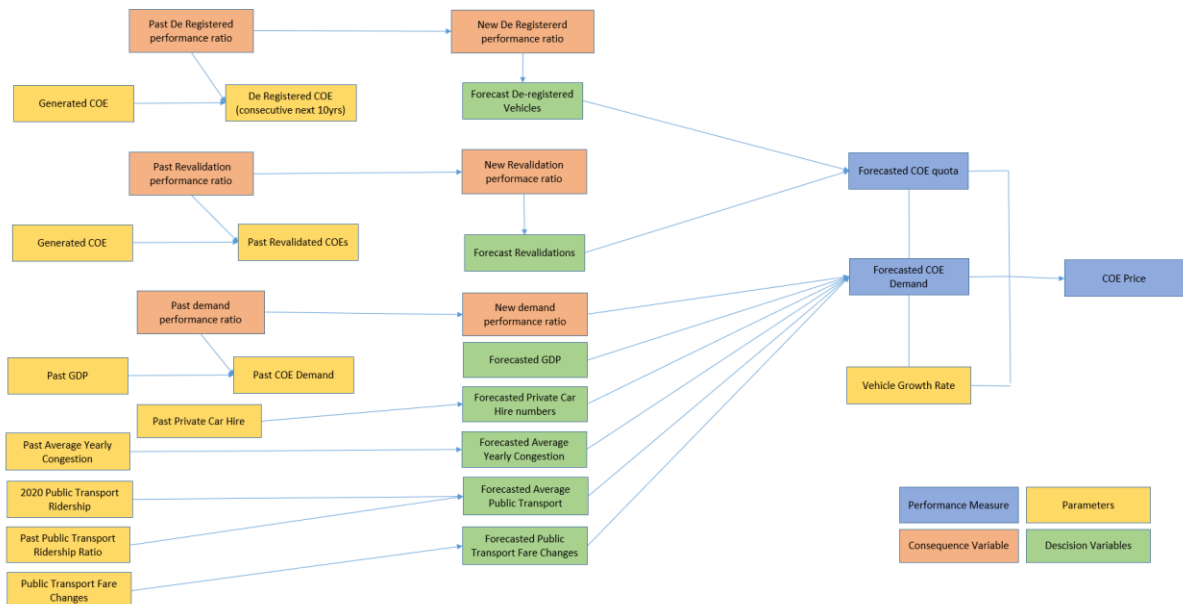 Past De Registered
performance ratio
New De Regisrered
performance ratio
Generated COE
De Registered COE
(consecutive next 10yrs)
Forecast De-registered
Vehicles
Past Revalidation
performance ratio
New Revalidation
performace ratio
Forecasted COE quota
Generated COE
Past Revalidated COEs
Forecast Revalidations
Forecasted COE
Demand
COE Price
Past demand
performance ratio
New demand
performance ratio
Forecasted GDP
Past GDP
Past COE Demand
Vehicle Growth Rate
Forecasted Private Car
Hire numbers
Past Private Car Hire
Past Average Yearly
Congestion
Forecasted Average
Yearly Congestion
2020 Public Transport
Ridership
Forecasted Average
Public Transport
Performance Measure
Parameters
Past Public Transport
Ridership Ratio
Forecasted Public
Transport Fare Changes
Consequence Variable
Descision Variables
Public Transport Fare
Changes